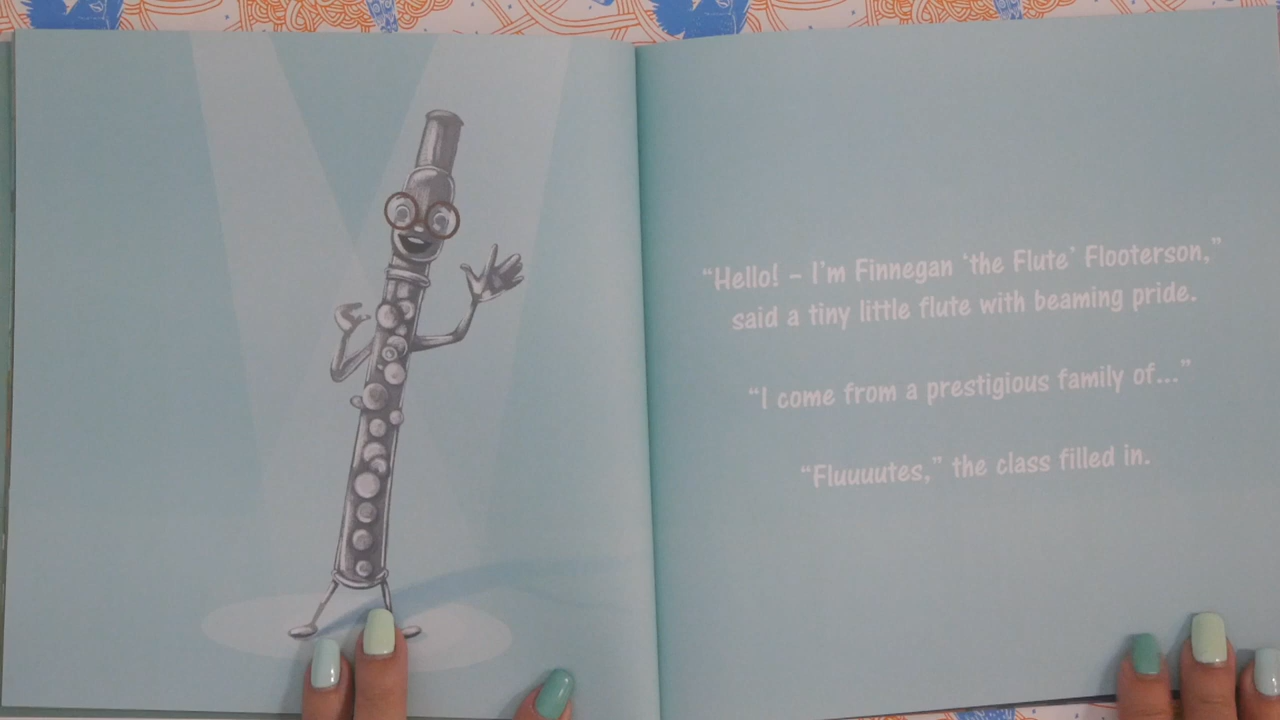 “Hello! – I’m Finnegan ‘the Flute’ Flooterson,”
said a tiny little flute with beaming pride.
“I come from a prestigious family of...”
“Fluuuutes,” the class filled in.